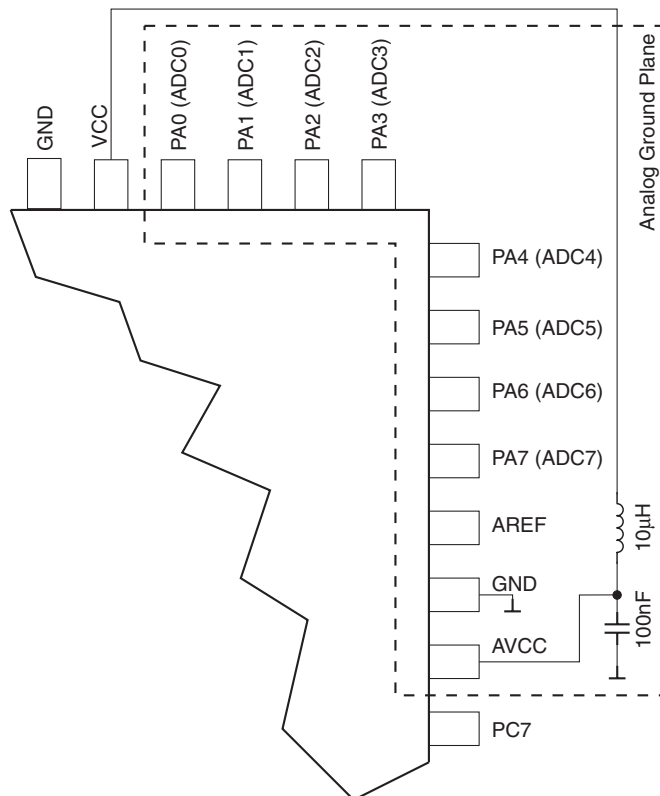 GND
VCC
PA0 (ADC0)
PA1 (ADC1)
PA2 (ADC2)
PA3 (ADC3)
Analog Ground Plane
PA4 (ADC4)
PA5 (ADC5)
PA6 (ADC6)
PA7 (ADC7)
AREF
10µH
GND
AVCC
100nF
PC7